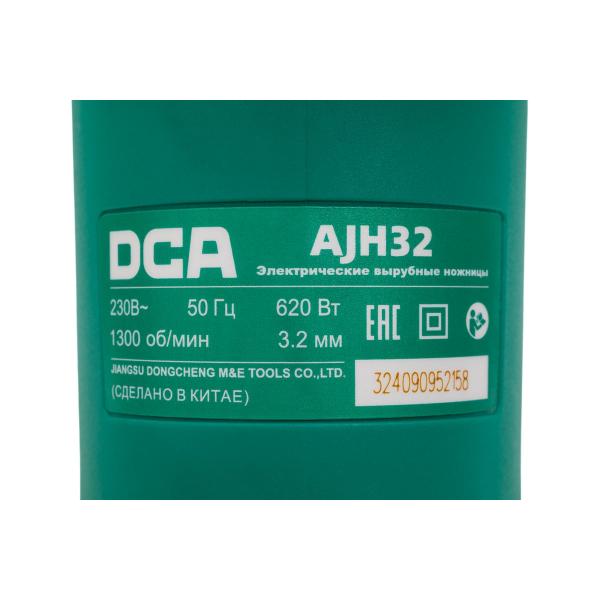 DCA AJH32
Электрические вырубные ножницы
230В~ 50 Гц 620 Вт
1300 об/мин 3.2 мм
EAC
JIANGSU DONGCHENG M&E TOOLS CO.,LTD.
(СДЕЛАНО В КИТАЕ)
324090952158